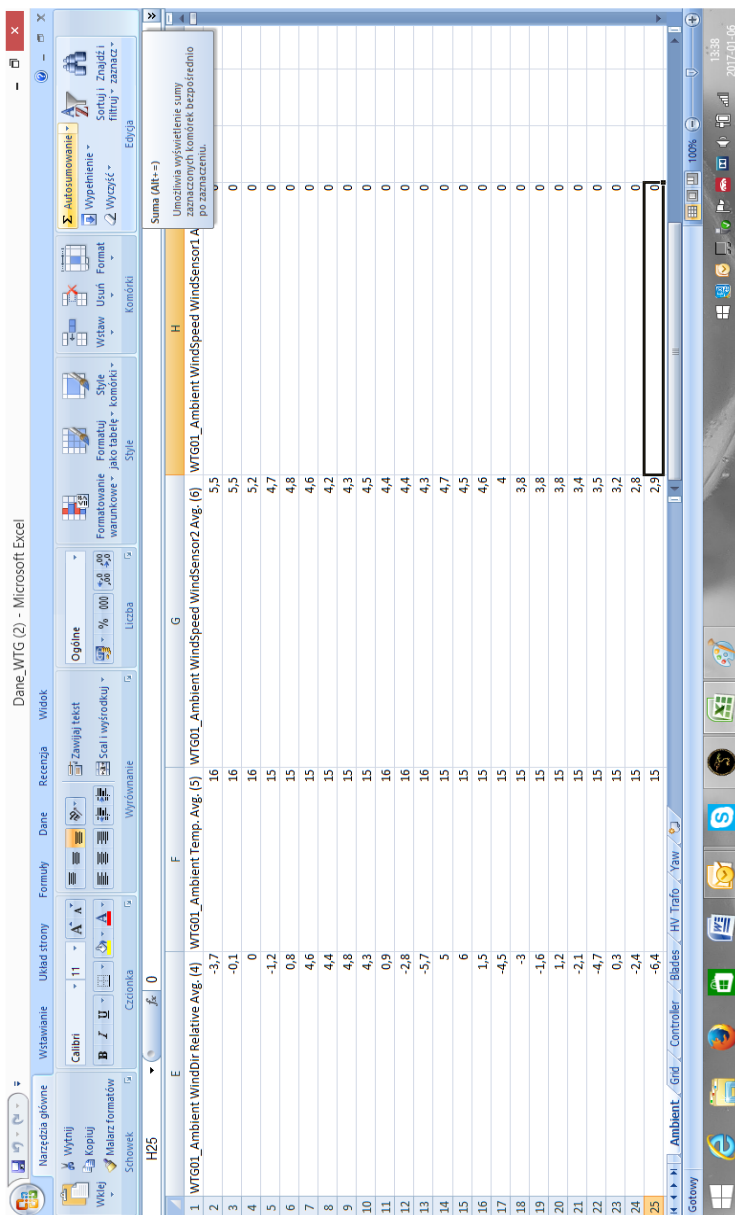 Dane_WTG (2) - Microsoft Excel
Narzędzia główne Wstawianie Układ strony Formuły Dane Recenzja Widok
Wklej
Wytnij
Kopiuj
Malarz formatów
Schowek
Calibri 11
B I U
Czcionka
Zawijaj tekst
Scal i wyśrodkuj
Wyrównanie
Ogólne
% 000
Liczba
Formatowanie warunkowe
Formatuj jako tabelę
Style komórki
Style
Wstaw Usuń Format
Komórki
Σ Autosumowanie
Wypełnienie
Wyczyść
Sortuj i filtruj
Znajdź i zaznacz
Edycja
H25 fx 0
Suma (Alt+=)
Umożliwia wyświetlenie sumy
zaznaczonych komórek bezpośrednio
po zaznaczeniu.
E F G H
1 WTG01_Ambient WindDir Relative Avg. (4) WTG01_Ambient Temp. Avg. (5) WTG01_Ambient WindSpeed WindSensor2 Avg. (6) WTG01_Ambient WindSpeed WindSensor1 A
2 -3,7 16 5,5
3 -0,1 16 5,5 0
4 0 16 5,2 0
5 -1,2 15 4,7 0
6 0,8 15 4,8 0
7 4,6 15 4,6 0
8 4,4 15 4,2 0
9 4,8 15 4,3 0
10 4,3 15 4,5 0
11 0,9 16 4,4 0
12 -2,8 16 4,4 0
13 -5,7 16 4,3 0
14 5 15 4,7 0
15 6 15 4,5 0
16 1,5 15 4,6 0
17 -4,5 15 4 0
18 -3 15 3,8 0
19 -1,6 15 3,8 0
20 1,2 15 3,8 0
21 -2,1 15 3,4 0
22 -4,7 15 3,5 0
23 0,3 15 3,2 0
24 -2,4 15 2,8 0
25 -6,4 15 2,9 0
Ambient Grid Controller Blades HV Trafo Yaw
Gotowy 100%
13:38
2017-01-06